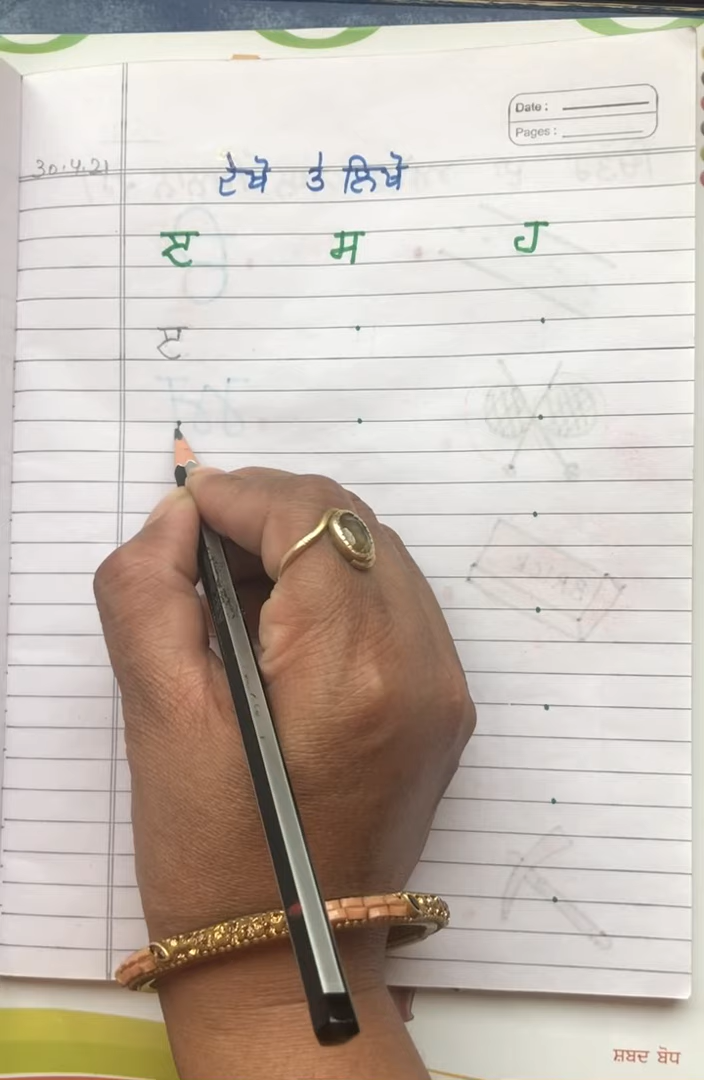 Date :
Pages :
30.4.21
ਦੇਖੋ ਤੇ ਲਿਖੋ
ੲ ਸ ਹ
ੲ
ਸ਼ਬਦ ਬੋਧ